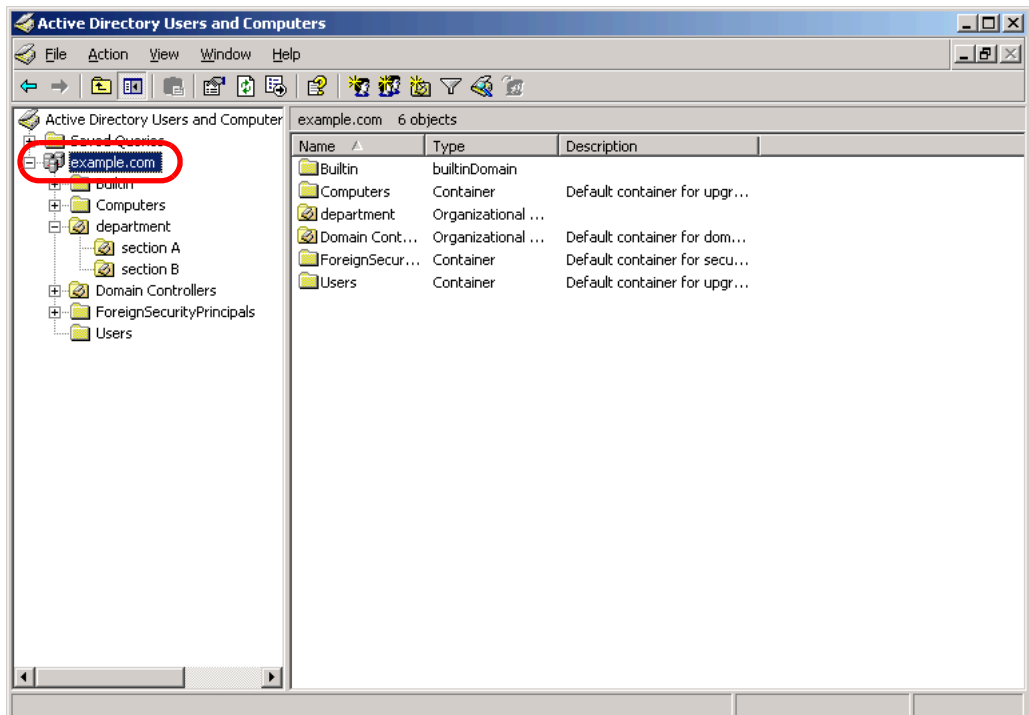 Active Directory Users and Computers
File Action View Window Help
Active Directory Users and Computer
Saved Queries
example.com
Builtin
Computers
department
section A
section B
Domain Controllers
ForeignSecurityPrincipals
Users
example.com 6 objects
Name Type Description
Builtin builtinDomain
Computers Container Default container for upgr...
department Organizational ...
Domain Cont... Organizational ... Default container for dom...
ForeignSecur... Container Default container for secu...
Users Container Default container for upgr...